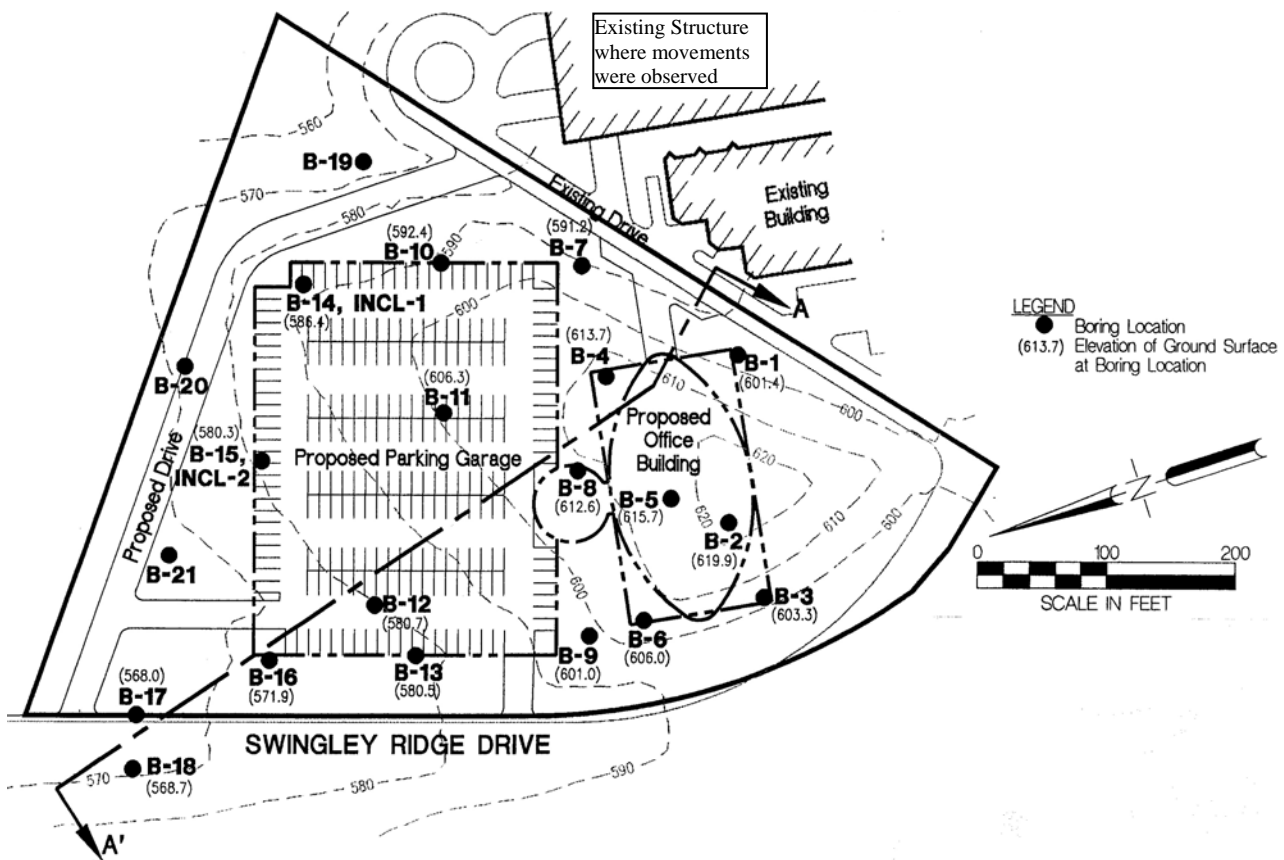 Existing Structure
where movements
were observed
560
B-19
570
580
Existing Drive
Existing
Building
(592.4)
B-10
590
(591.2)
B-7
A
B-14, INCL-1
(586.4)
600
LEGEND
Boring Location
(613.7) Elevation of Ground Surface
at Boring Location
(613.7)
B-4
610
B-1
(601.4)
600
B-20
(606.3)
B-11
Proposed
Office
Building
620
(580.3)
B-15,
INCL-2
Proposed Parking Garage
Proposed Drive
B-8
(612.6)
B-5
(615.7)
620
B-2
(619.9)
610
600
N
0 100 200
SCALE IN FEET
B-21
B-12
(580.7)
600
B-3
(603.3)
B-6
(606.0)
B-9
(601.0)
B-16
(571.9)
B-13
(580.5)
(568.0)
B-17
SWINGLEY RIDGE DRIVE
B-18
(568.7)
570
580
590
A'